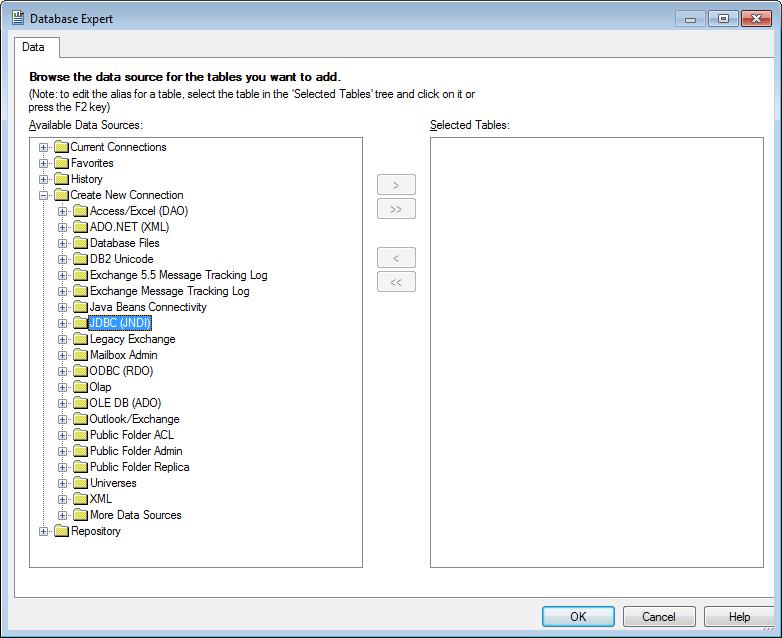 Database Expert
Data
Browse the data source for the tables you want to add.
(Note: to edit the alias for a table, select the table in the 'Selected Tables' tree and click on it or
press the F2 key)
Available Data Sources:
Selected Tables:
Current Connections
Favorites
History
Create New Connection
Access/Excel (DAO)
ADO.NET (XML)
Database Files
DB2 Unicode
Exchange 5.5 Message Tracking Log
Exchange Message Tracking Log
Java Beans Connectivity
JDBC (JNDI)
Legacy Exchange
Mailbox Admin
ODBC (RDO)
Olap
OLE DB (ADO)
Outlook/Exchange
Public Folder ACL
Public Folder Admin
Public Folder Replica
Universes
XML
More Data Sources
Repository
>
>>
<
<<
OK
Cancel
Help